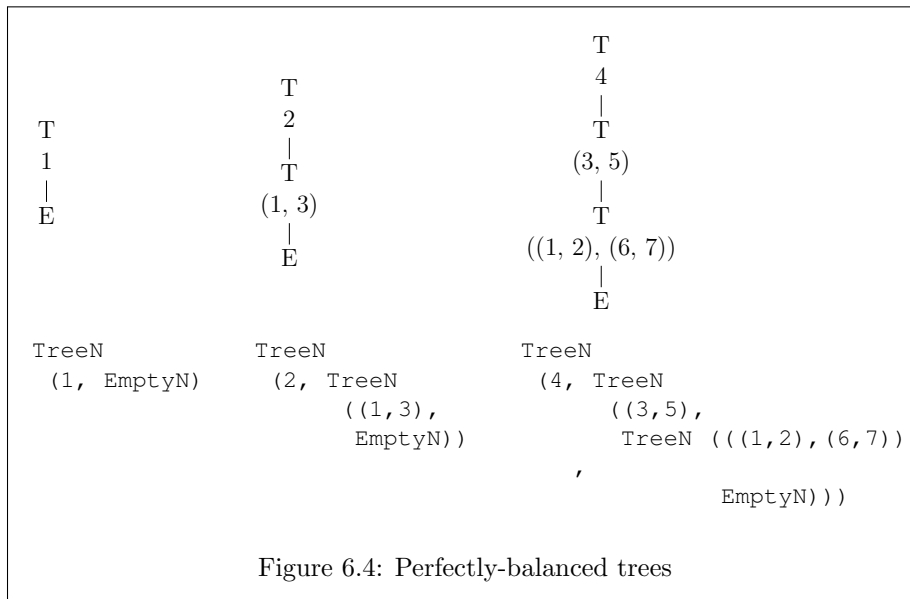 T
1
|
E
T
2
|
T
(1, 3)
|
E
T
4
|
T
(3, 5)
|
T
((1, 2), (6, 7))
|
E
TreeN
(1, EmptyN)
TreeN
(2, TreeN
((1,3),
EmptyN))
TreeN
(4, TreeN
((3,5),
TreeN (((1,2),(6,7))
,
EmptyN)))
Figure 6.4: Perfectly-balanced trees